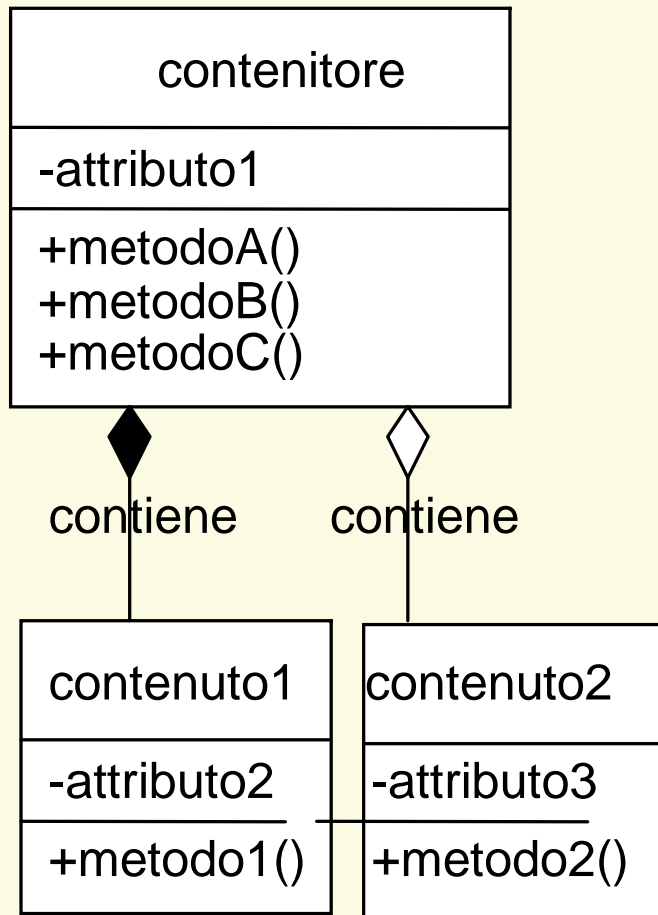 contenitore
-attributo1
+metodoA()
+metodoB()
+metodoC()
contiene
contiene
contenuto1
-attributo2
+metodo1()
contenuto2
-attributo3
+metodo2()